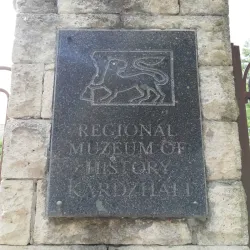 REGIONAL
MUSEUM OF
HISTORY
KARDZHALI